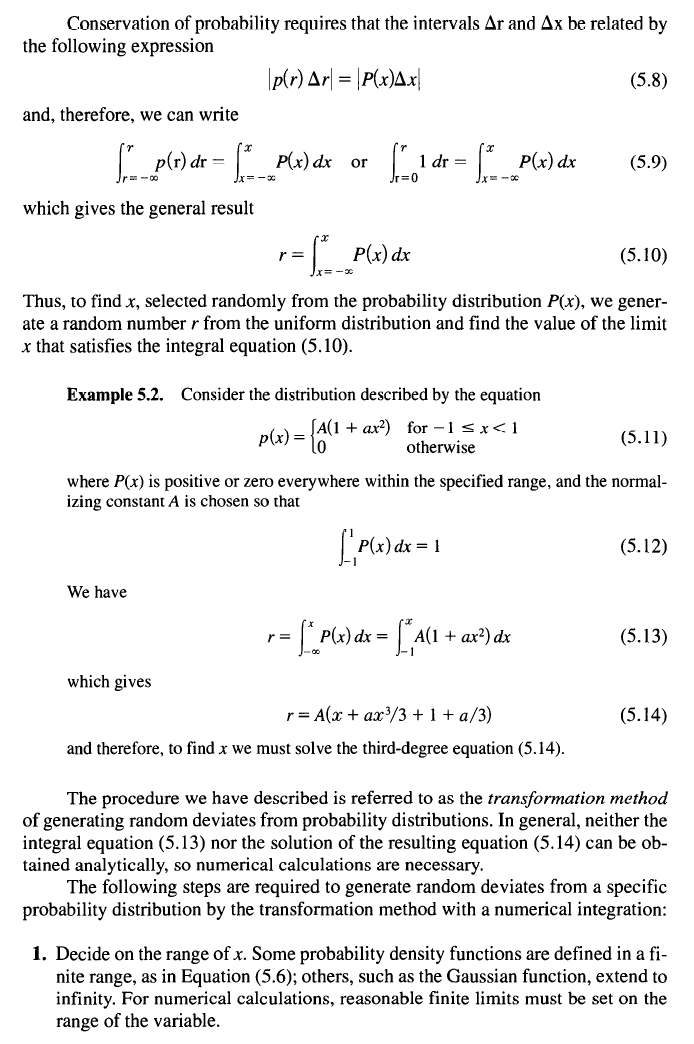 Conservation of probability requires that the intervals Δr and Δx be related by
the following expression
|p(r) Δr| = |P(x)Δx| (5.8)
and, therefore, we can write
∫_{r=−∞}^{r} p(r) dr = ∫_{x=−∞}^{x} P(x) dx or ∫_{r=0}^{r} 1 dr = ∫_{x=−∞}^{x} P(x) dx (5.9)
which gives the general result
r = ∫_{x=−∞}^{x} P(x) dx (5.10)
Thus, to find x, selected randomly from the probability distribution P(x), we gener-
ate a random number r from the uniform distribution and find the value of the limit
x that satisfies the integral equation (5.10).
Example 5.2. Consider the distribution described by the equation
p(x) = {A(1 + ax²) for −1 ≤ x < 1
0 otherwise (5.11)
where P(x) is positive or zero everywhere within the specified range, and the normal-
izing constant A is chosen so that
∫_{−1}^{1} P(x) dx = 1 (5.12)
We have
r = ∫_{−∞}^{x} P(x) dx = ∫_{−1}^{x} A(1 + ax²) dx (5.13)
which gives
r = A(x + ax³/3 + 1 + a/3) (5.14)
and therefore, to find x we must solve the third-degree equation (5.14).
The procedure we have described is referred to as the transformation method
of generating random deviates from probability distributions. In general, neither the
integral equation (5.13) nor the solution of the resulting equation (5.14) can be ob-
tained analytically, so numerical calculations are necessary.
The following steps are required to generate random deviates from a specific
probability distribution by the transformation method with a numerical integration:
1. Decide on the range of x. Some probability density functions are defined in a fi-
nite range, as in Equation (5.6); others, such as the Gaussian function, extend to
infinity. For numerical calculations, reasonable finite limits must be set on the
range of the variable.